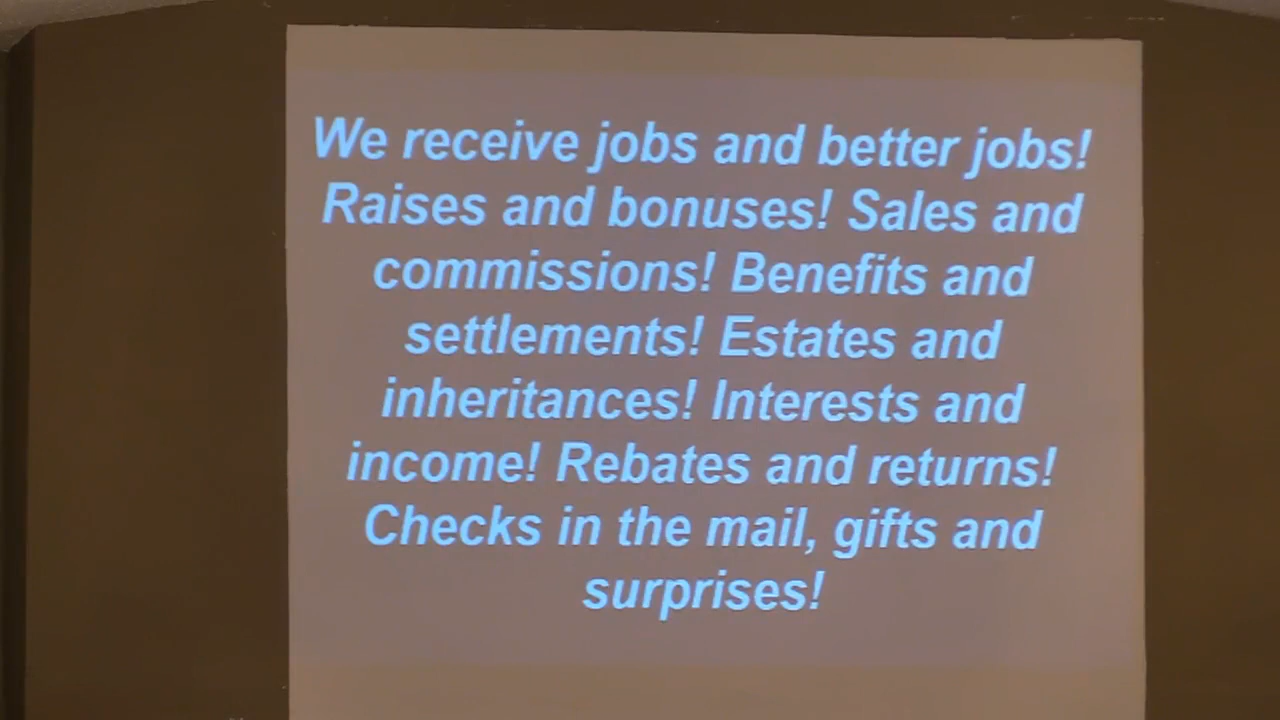 We receive jobs and better jobs!
Raises and bonuses! Sales and
commissions! Benefits and
settlements! Estates and
inheritances! Interests and
income! Rebates and returns!
Checks in the mail, gifts and
surprises!